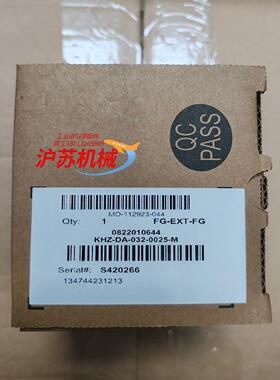 QC
PASS
沪苏机械
MO-112923-044
Qty: 1 FG-EXT-FG
0822010644
KHZ-DA-032-0025-M
Serial#: S420266
134744231213